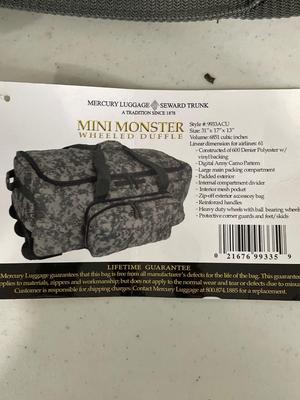 MERCURY LUGGAGE SEWARD TRUNK
A TRADITION SINCE 1878
MINI MONSTER
WHEELED DUFFLE
Style #: 9933ACU
Size: 31" x 17" x 13"
Volume: 6851 cubic inches
Linear dimension for airlines: 61
- Constructed of 600 Denier Polyester w/
vinyl backing
- Digital Army Camo Pattern
- Large main packing compartment
- Padded exterior
- Internal compartment divider
- Interior mesh pocket
- Zip-off exterior accessory bag
- Reinforced handles
- Heavy duty wheels with ball bearing wheels
- Protective corner guards and foot/skids
0 21676 99335 9
LIFETIME GUARANTEE
Mercury Luggage guarantees that this bag is free from all manufacturer's defects for the life of the bag. This guarantee
applies to materials, zippers and workmanship; but does not apply to the normal wear and tear or defects due to misuse
Customer is responsible for shipping charges. Contact Mercury Luggage at 800.874.1885 for a replacement.